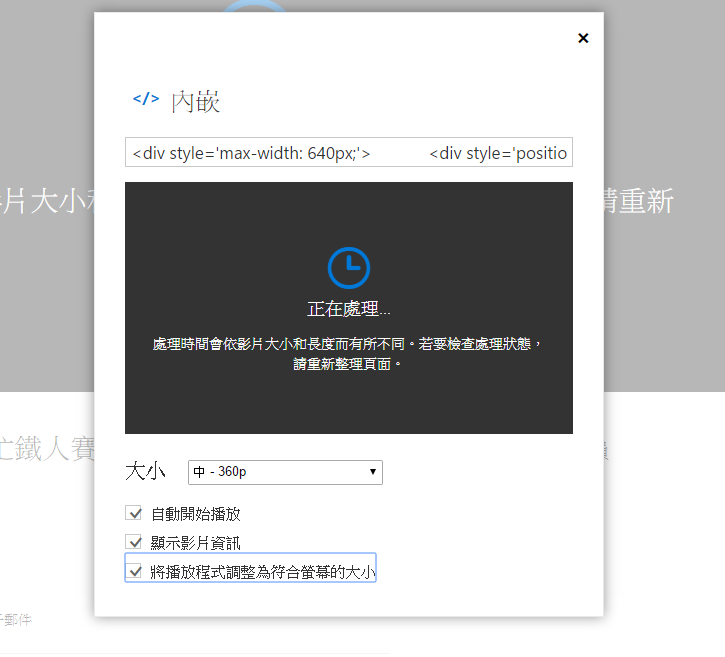 ×
</> 內嵌
<div style='max-width: 640px;'> <div style='positio
片大小
請重新
正在處理...
處理時間會依影片大小和長度而有所不同。若要檢查處理狀態，
請重新整理頁面。
忙鐵人賽
大小 中 - 360p
自動開始播放
顯示影片資訊
將播放程式調整為符合螢幕的大小
子郵件